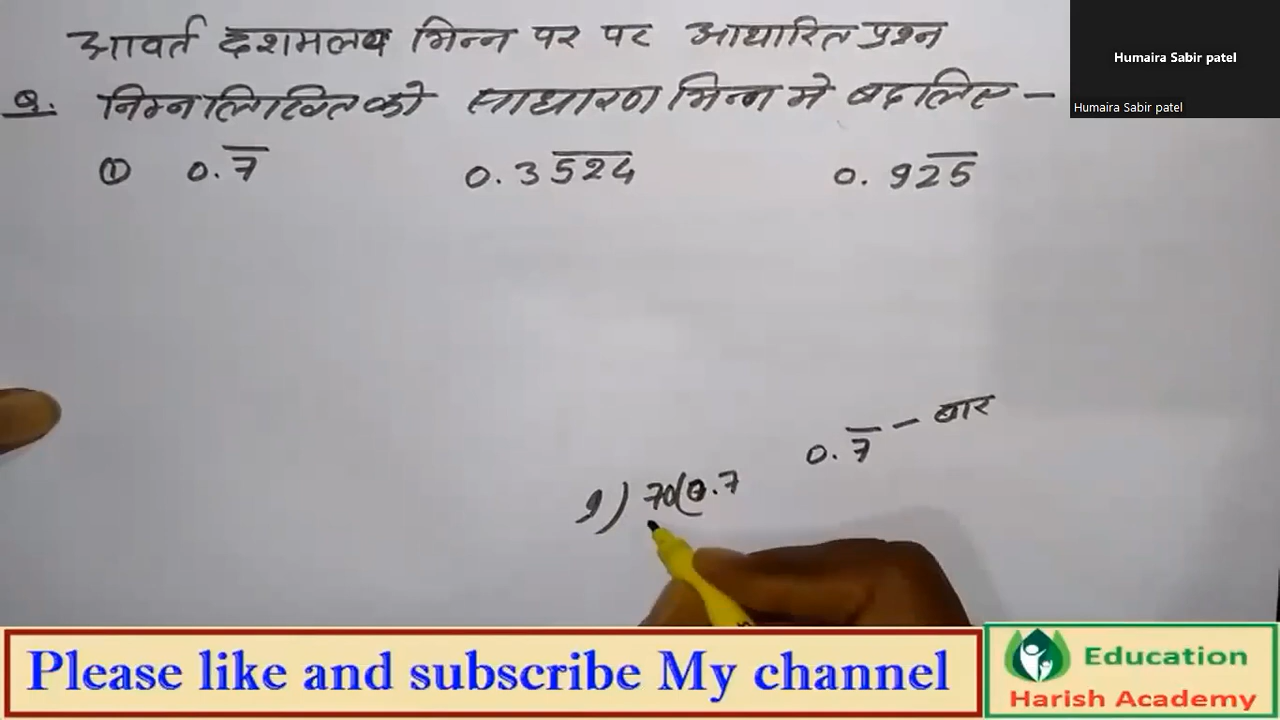 आवर्त दशमलव भिन्न पर पर आधारित प्रश्न
Q. निम्नलिखित को साधारण भिन्न मे बदलिए -
① 0.7̅ 0.35̅2̅4̅ 0.92̅5̅
Humaira Sabir patel
Humaira Sabir patel
0.7̅ - बार
9) 70(0.7
Please like and subscribe My channel
Education
Harish Academy